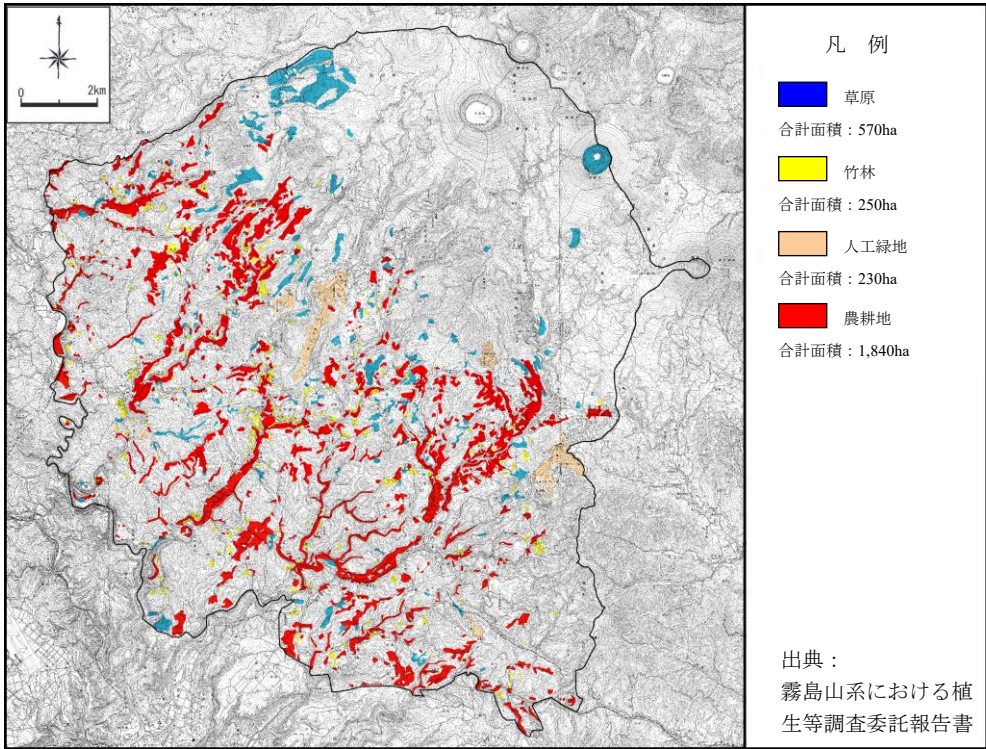 0
2km
凡 例
草原
合計面積：570ha
竹林
合計面積：250ha
人工緑地
合計面積：230ha
農耕地
合計面積：1,840ha
出典：
霧島山系における植
生等調査委託報告書